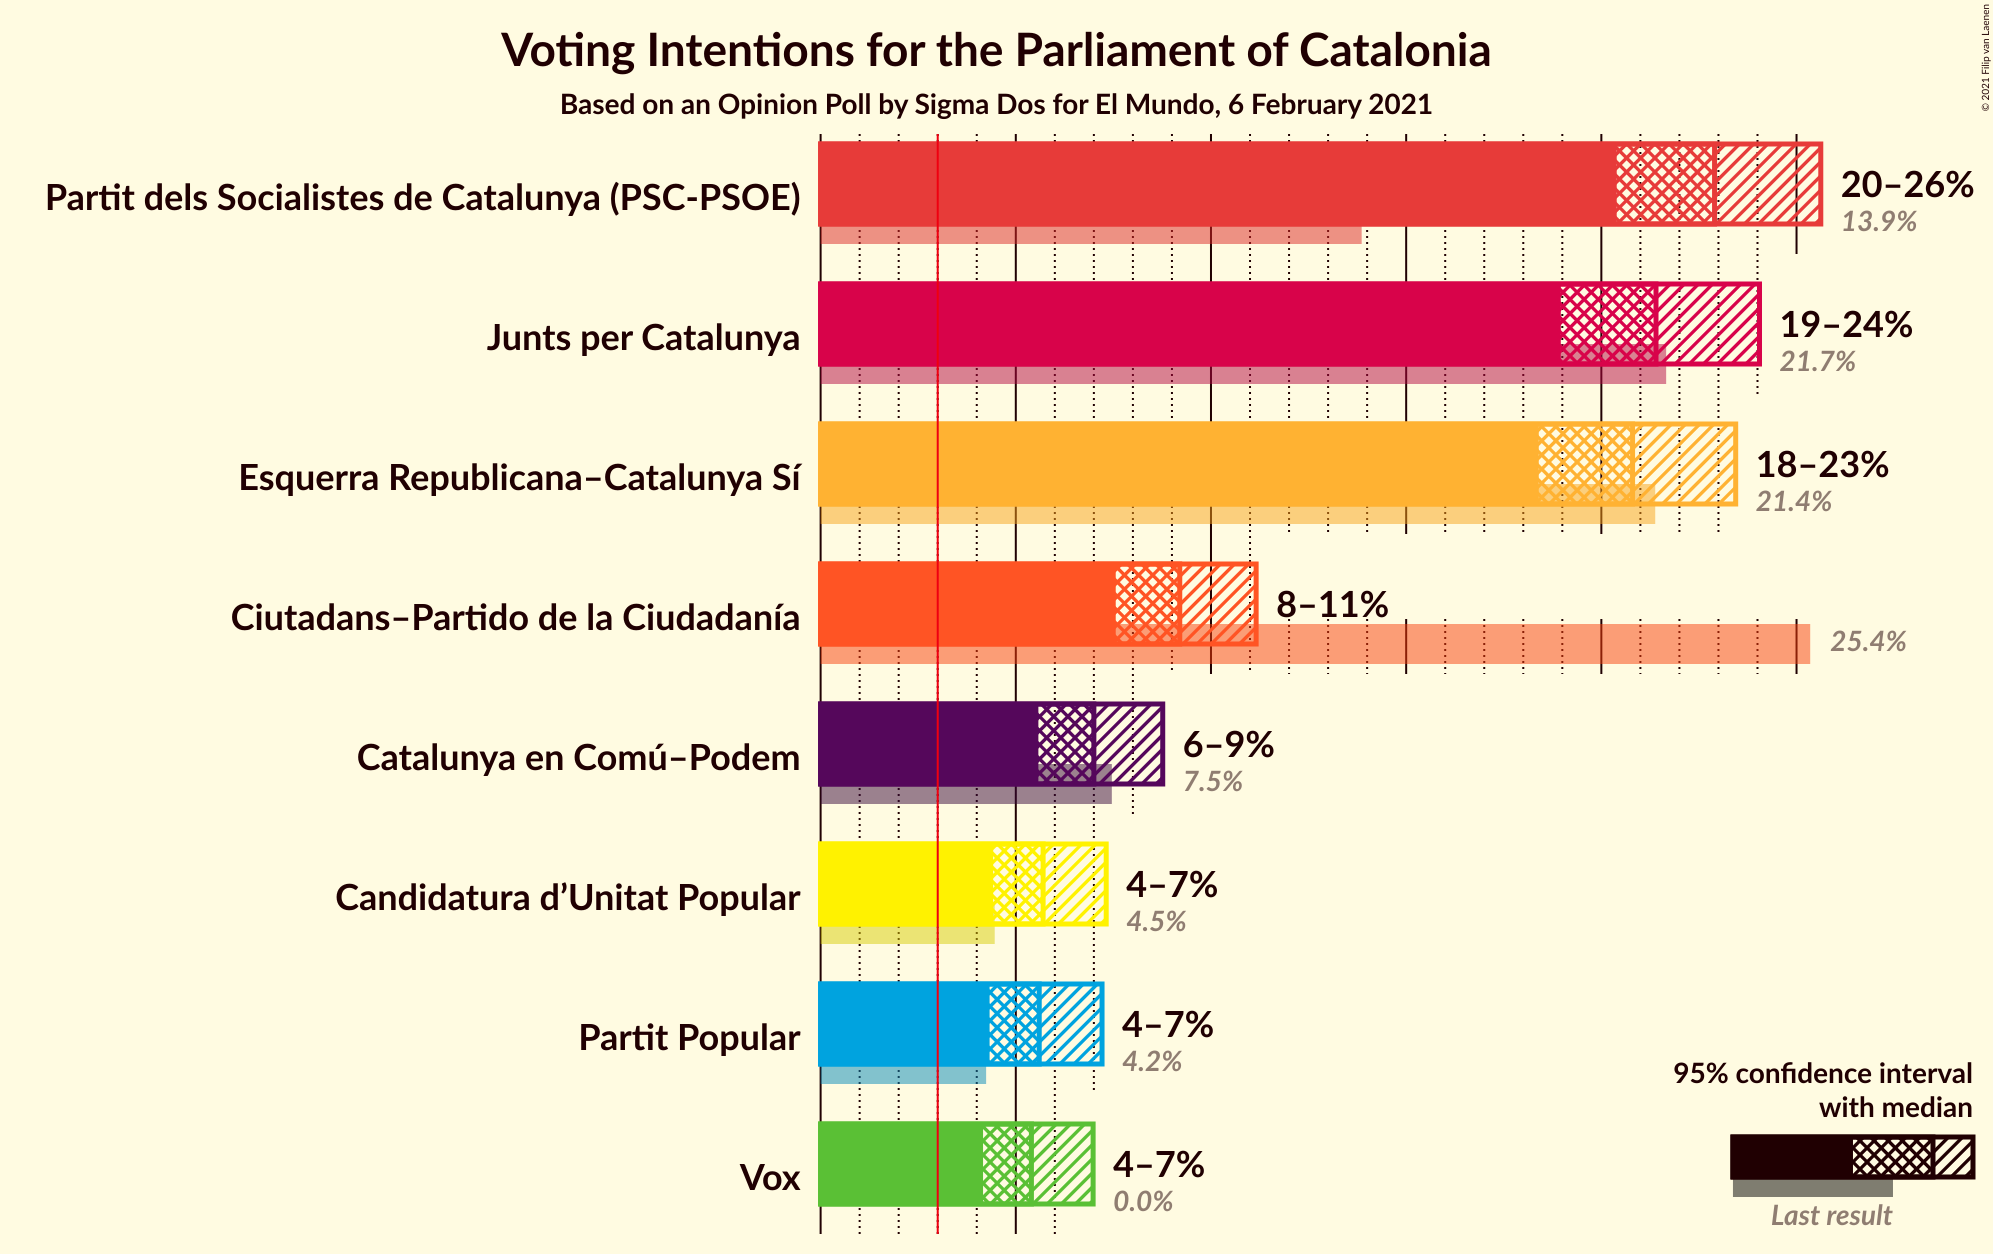 Voting Intentions for the Parliament of Catalonia
Based on an Opinion Poll by Sigma Dos for El Mundo, 6 February 2021
© 2021 Filip van Laenen
Partit dels Socialistes de Catalunya (PSC-PSOE)
20–26%
13.9%
Junts per Catalunya
19–24%
21.7%
Esquerra Republicana–Catalunya Sí
18–23%
21.4%
Ciutadans–Partido de la Ciudadanía
8–11%
25.4%
Catalunya en Comú–Podem
6–9%
7.5%
Candidatura d’Unitat Popular
4–7%
4.5%
Partit Popular
4–7%
4.2%
Vox
4–7%
0.0%
95% confidence interval
with median
Last result